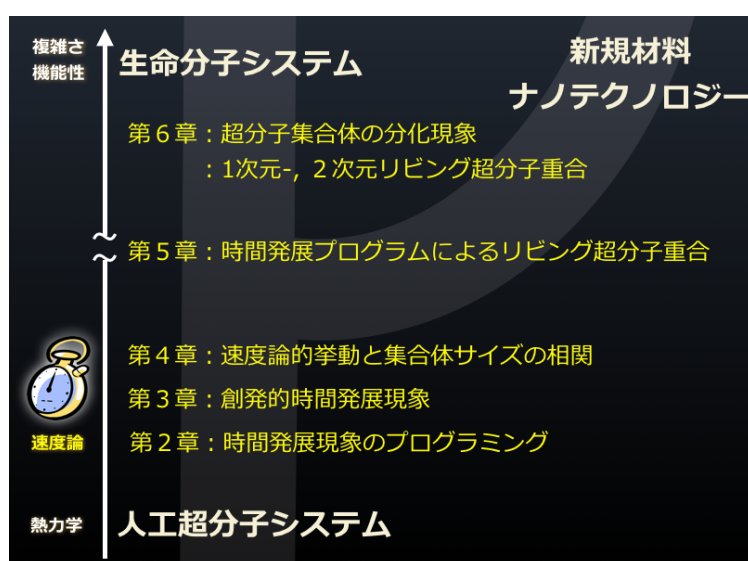 複雑さ
機能性
生命分子システム
新規材料
ナノテクノロジー
第６章：超分子集合体の分化現象
：1次元-, ２次元リビング超分子重合
第５章：時間発展プログラムによるリビング超分子重合
第４章：速度論的挙動と集合体サイズの相関
第３章：創発的時間発展現象
速度論
第２章：時間発展現象のプログラミング
熱力学
人工超分子システム